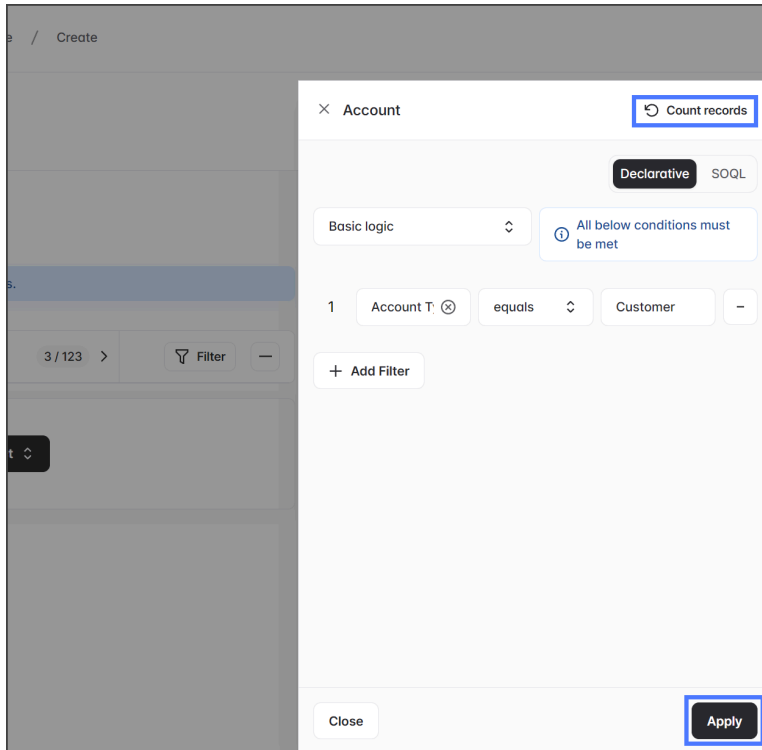 / Create
Account
Count records
Declarative SOQL
Basic logic
All below conditions must
be met
s.
1 Account T equals Customer
3 / 123 Filter
Add Filter
t
Close Apply